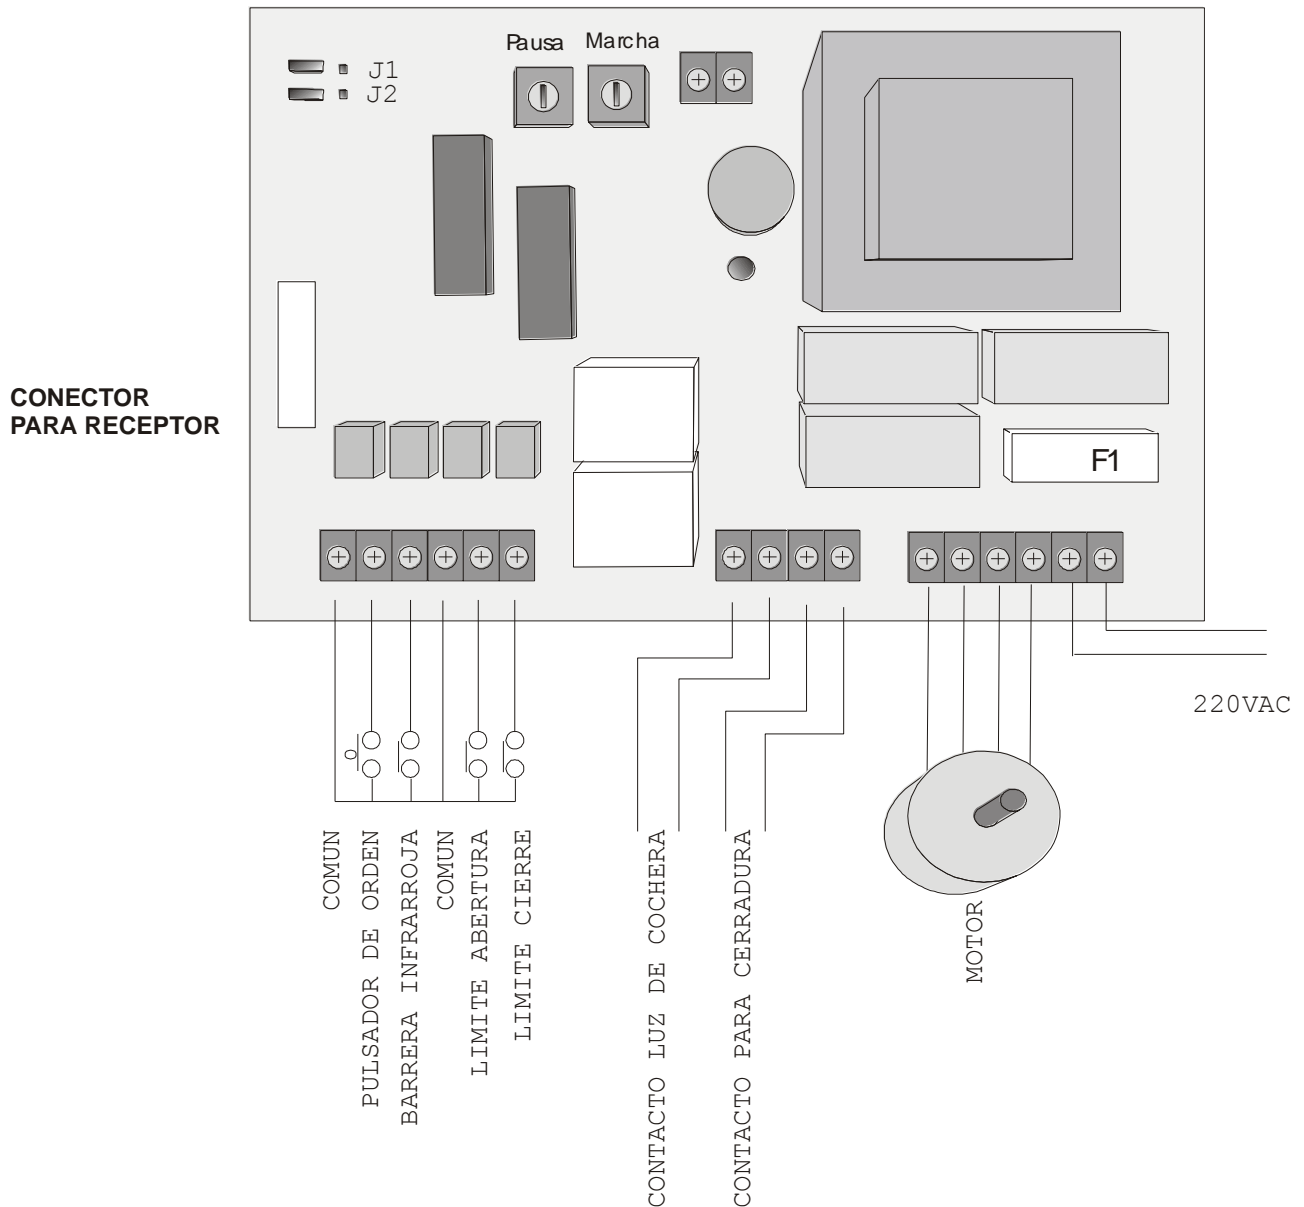 Pausa
Marcha
J1
J2
CONECTOR
PARA RECEPTOR
F1
220VAC
COMUN
PULSADOR DE ORDEN
BARRERA INFRARROJA
COMUN
LIMITE ABERTURA
LIMITE CIERRE
CONTACTO LUZ DE COCHERA
CONTACTO PARA CERRADURA
MOTOR